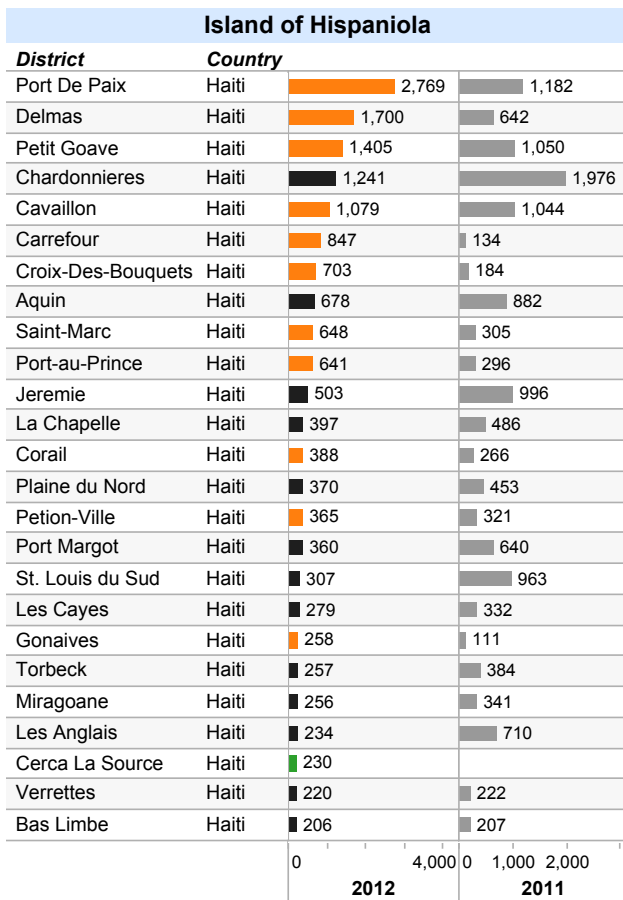 Island of Hispaniola
District Country
Port De Paix Haiti 2,769 1,182
Delmas Haiti 1,700 642
Petit Goave Haiti 1,405 1,050
Chardonnieres Haiti 1,241 1,976
Cavaillon Haiti 1,079 1,044
Carrefour Haiti 847 134
Croix-Des-Bouquets Haiti 703 184
Aquin Haiti 678 882
Saint-Marc Haiti 648 305
Port-au-Prince Haiti 641 296
Jeremie Haiti 503 996
La Chapelle Haiti 397 486
Corail Haiti 388 266
Plaine du Nord Haiti 370 453
Petion-Ville Haiti 365 321
Port Margot Haiti 360 640
St. Louis du Sud Haiti 307 963
Les Cayes Haiti 279 332
Gonaives Haiti 258 111
Torbeck Haiti 257 384
Miragoane Haiti 256 341
Les Anglais Haiti 234 710
Cerca La Source Haiti 230
Verrettes Haiti 220 222
Bas Limbe Haiti 206 207
0 4,000 0 1,000 2,000
2012 2011